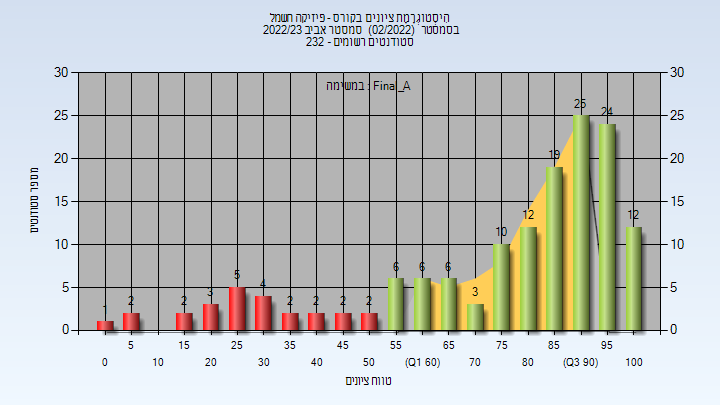 היסטוגרמת ציונים בקורס - פיזיקה חשמל
בסמסטר (02/2022) סמסטר אביב 2022/23
סטודנטים רשומים - 232
במשימה : Final_A
מספר סטודנטים
30 30
25 25
20 20
15 15
10 10
5 5
0 0
1 2 2 3 5 4 2 2 2 2 6 6 6 3 10 12 19 25 24 12
5 15 25 35 45 55 65 75 85 95
0 10 20 30 40 50 (Q1 60) 70 80 (Q3 90) 100
טווח ציונים